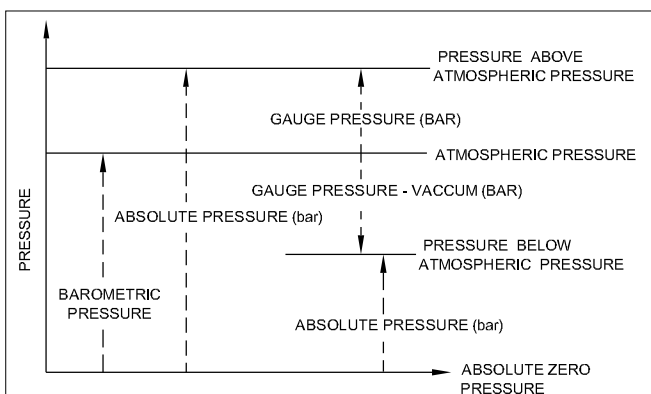 PRESSURE ABOVE
ATMOSPHERIC PRESSURE
GAUGE PRESSURE (BAR)
ATMOSPHERIC PRESSURE
GAUGE PRESSURE - VACCUM (BAR)
ABSOLUTE PRESSURE (bar)
PRESSURE
PRESSURE BELOW
ATMOSPHERIC PRESSURE
BAROMETRIC
PRESSURE
ABSOLUTE PRESSURE (bar)
ABSOLUTE ZERO
PRESSURE